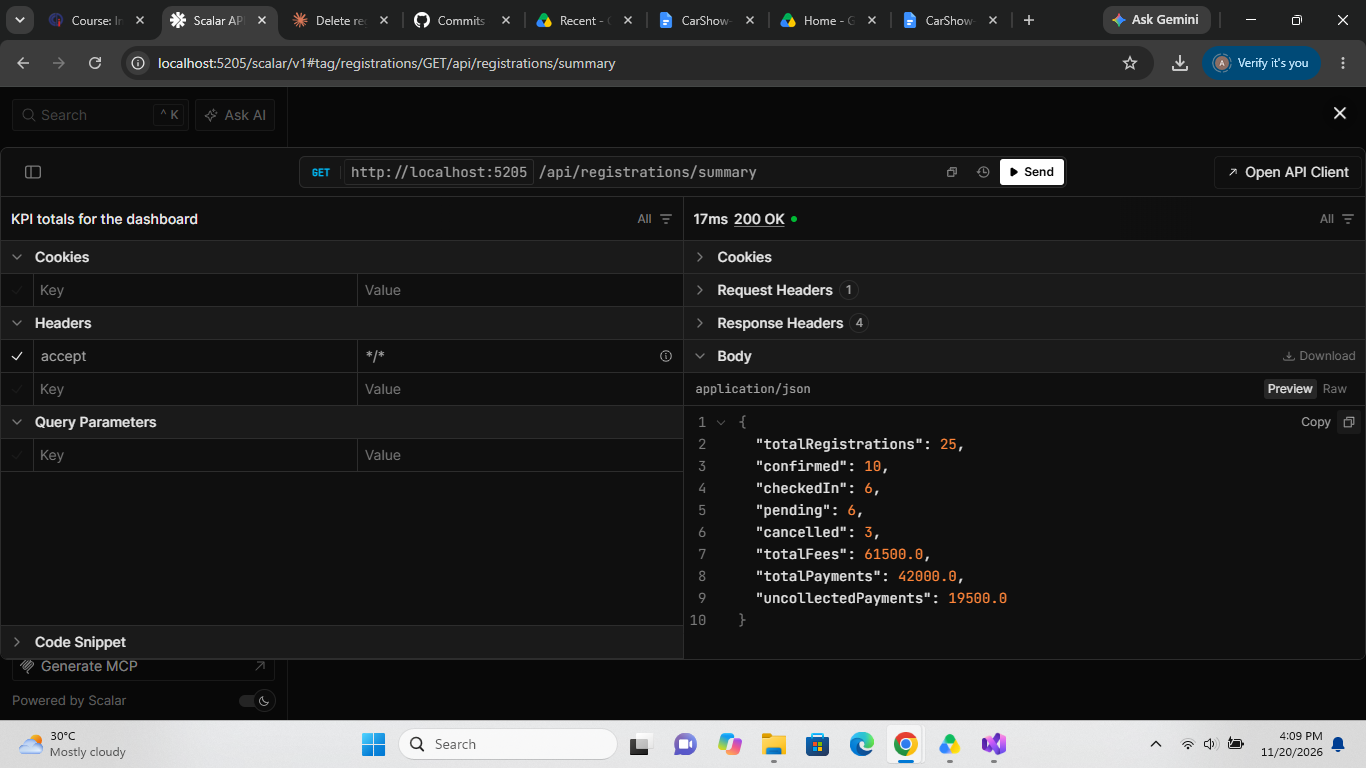 Course: In
Scalar API
Delete reg
Commits
Recent - G
CarShow-
Home - G
CarShow-
Ask Gemini
localhost:5205/scalar/v1#tag/registrations/GET/api/registrations/summary
Verify it's you
Search
^ K
Ask AI
GET
http://localhost:5205
/api/registrations/summary
Send
Open API Client
KPI totals for the dashboard
All
17ms 200 OK
All
Cookies
Key
Value
Headers
accept
*/*
Key
Value
Query Parameters
Key
Value
Code Snippet
Cookies
Request Headers 1
Response Headers 4
Body
Download
application/json
Preview
Raw
Copy
1 {
2 "totalRegistrations": 25,
3 "confirmed": 10,
4 "checkedIn": 6,
5 "pending": 6,
6 "cancelled": 3,
7 "totalFees": 61500.0,
8 "totalPayments": 42000.0,
9 "uncollectedPayments": 19500.0
10 }
Generate MCP
Powered by Scalar
30°C
Mostly cloudy
Search
4:09 PM
11/20/2026